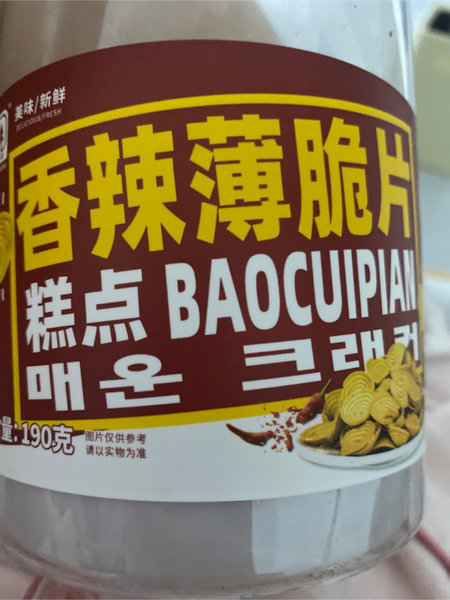 美味/新鲜
DELICIOUS/FRESH
香辣薄脆片
糕点 BAOCUIPIAN
매운 크래커
量: 190克
图片仅供参考
请以实物为准